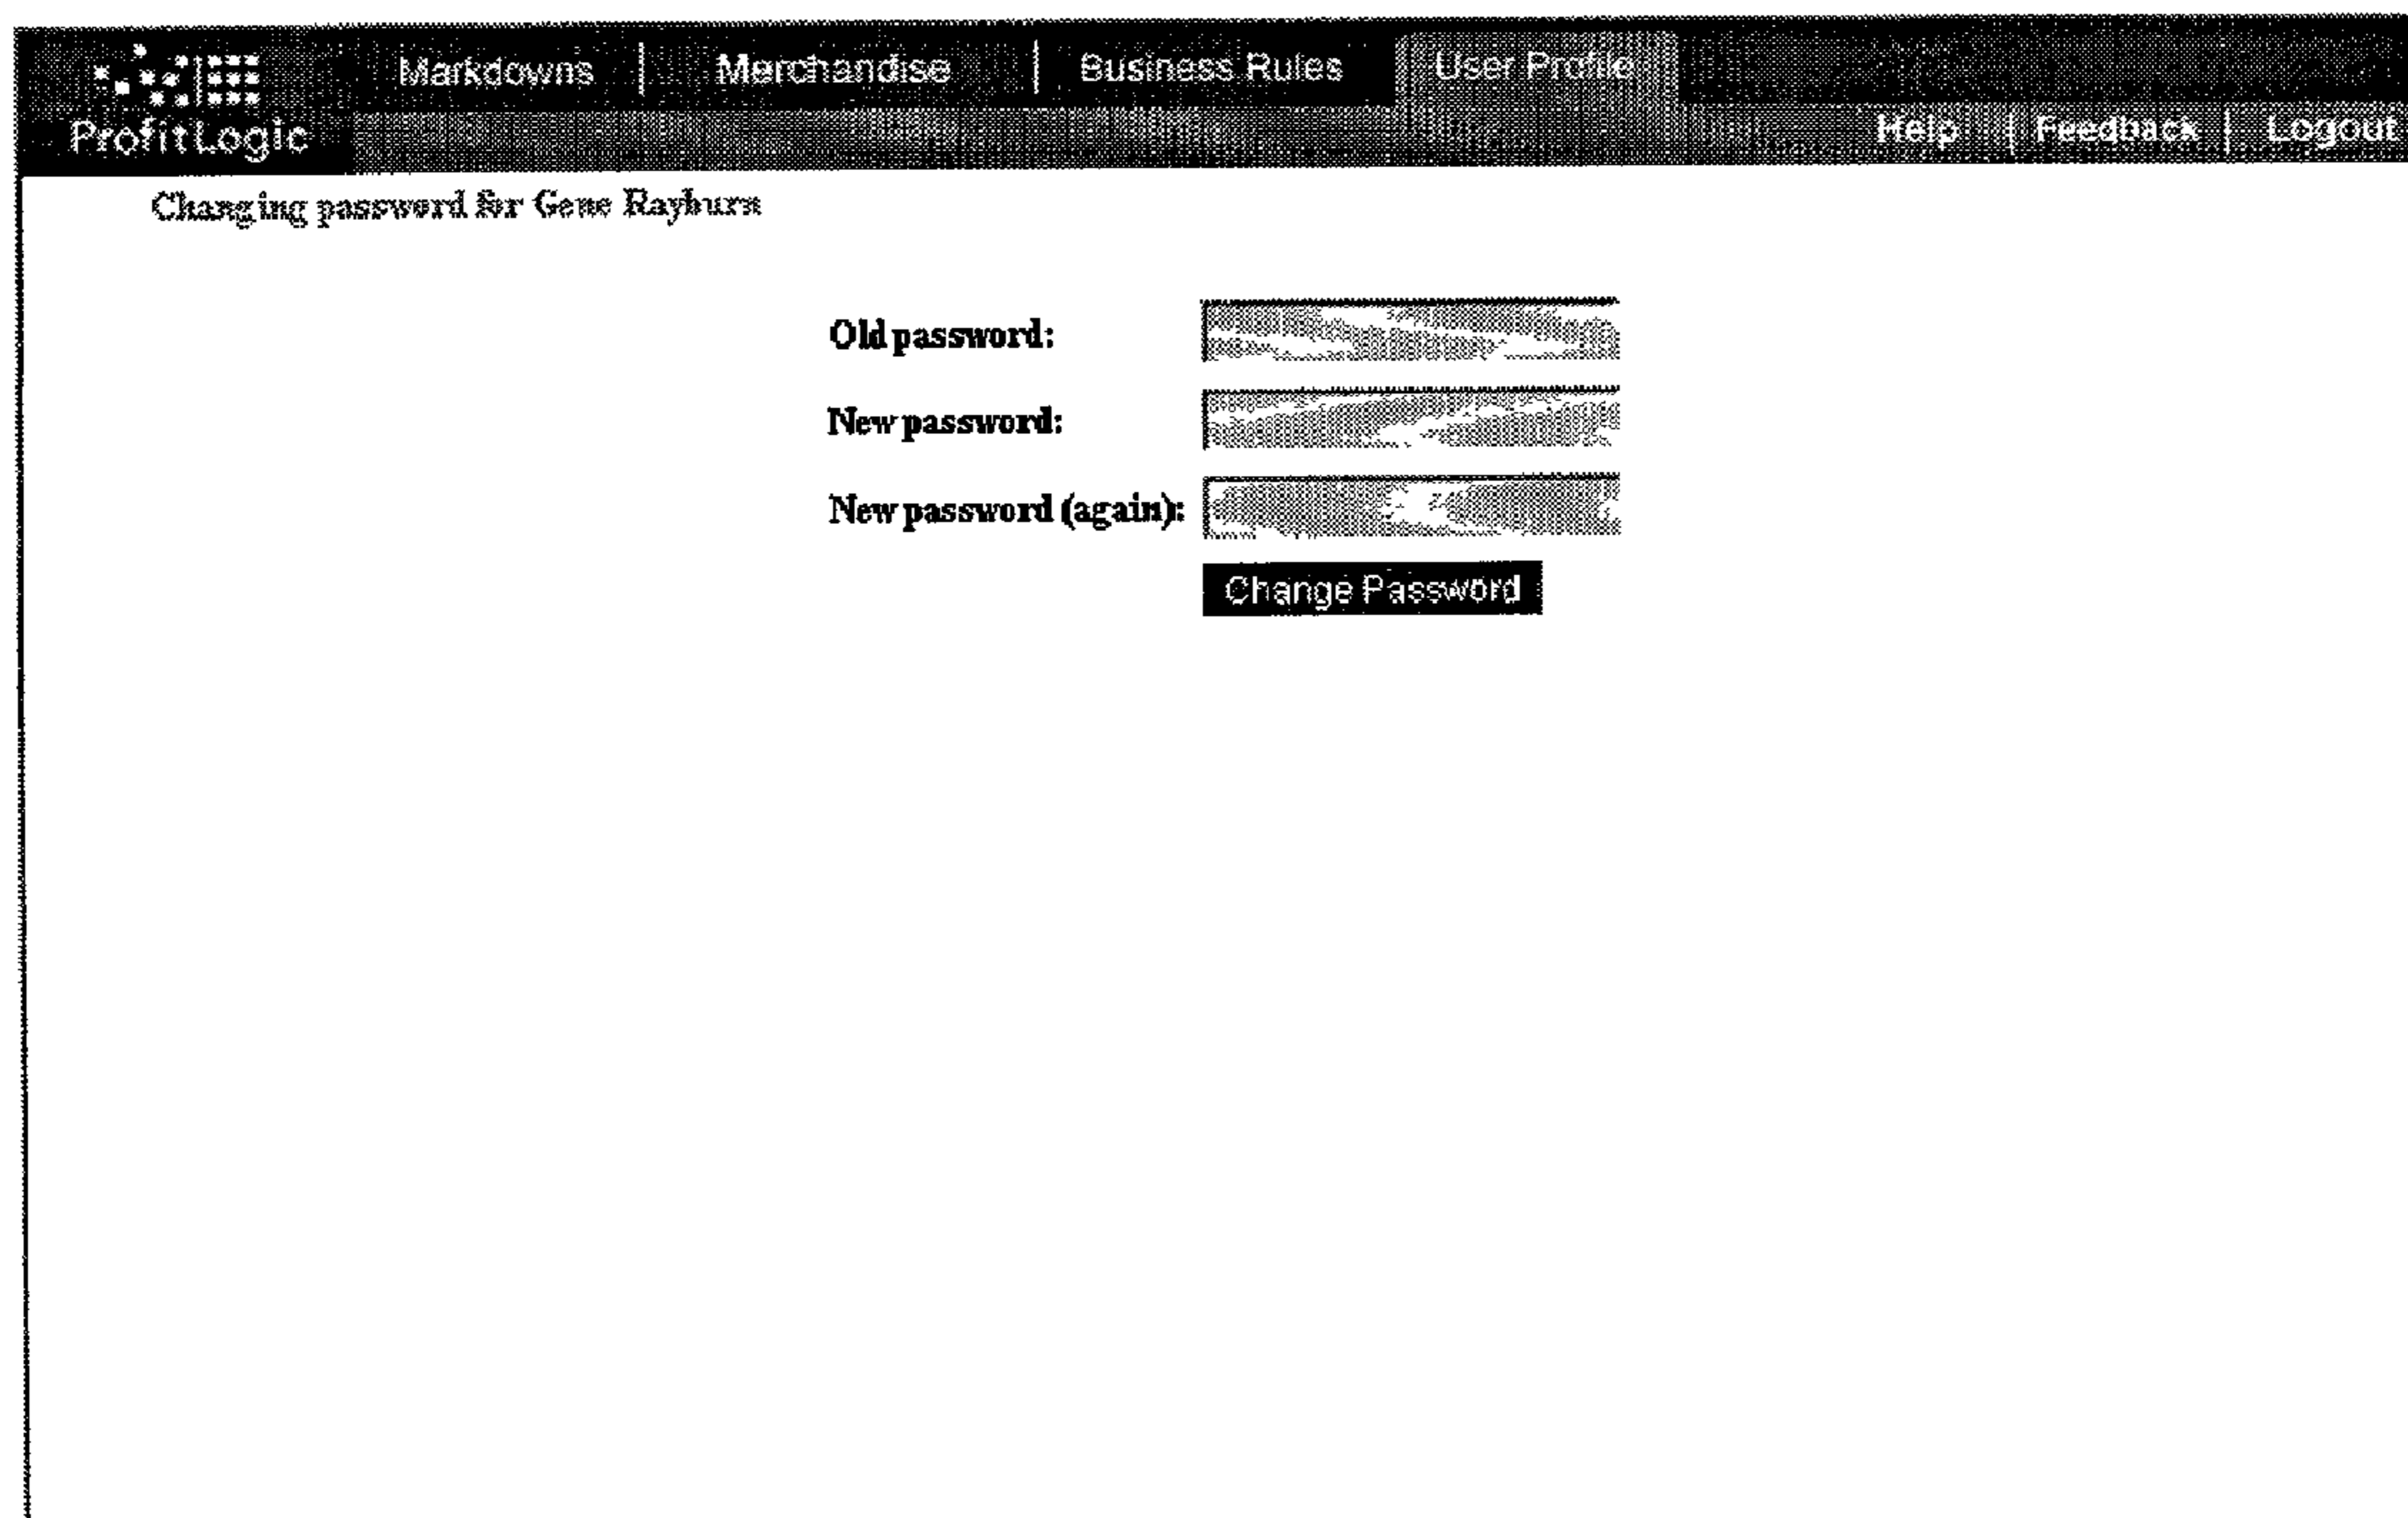 Markdowns | Merchandise | Business Rules User Profile
ProfitLogic
Help | Feedback | Logout
Changing password for Gene Rayburn
Old password:
New password:
New password (again):
Change Password